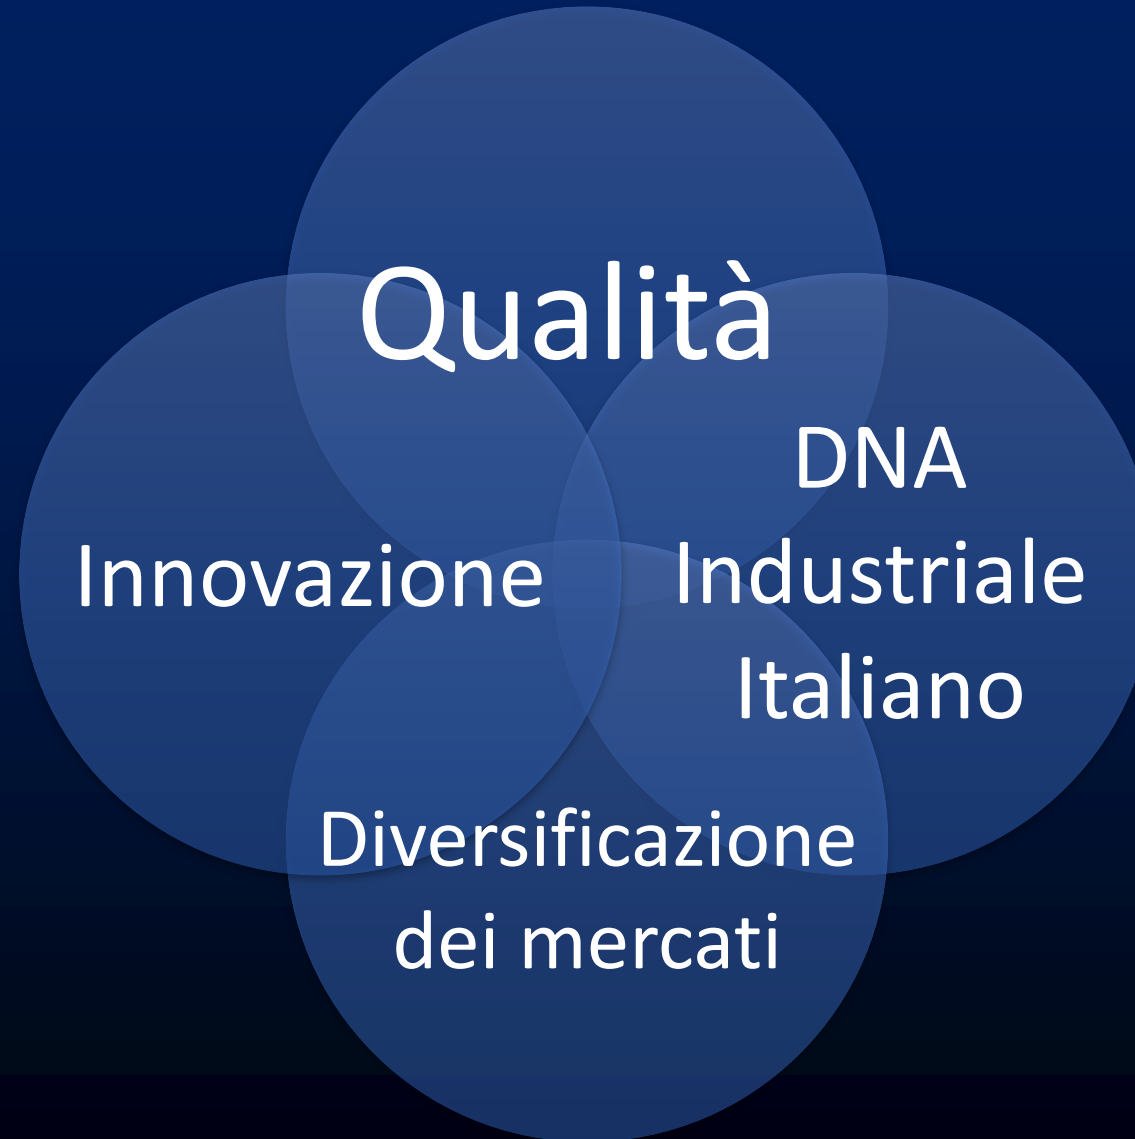 Qualità
DNA
Industriale
Italiano
Innovazione
Diversificazione
dei mercati